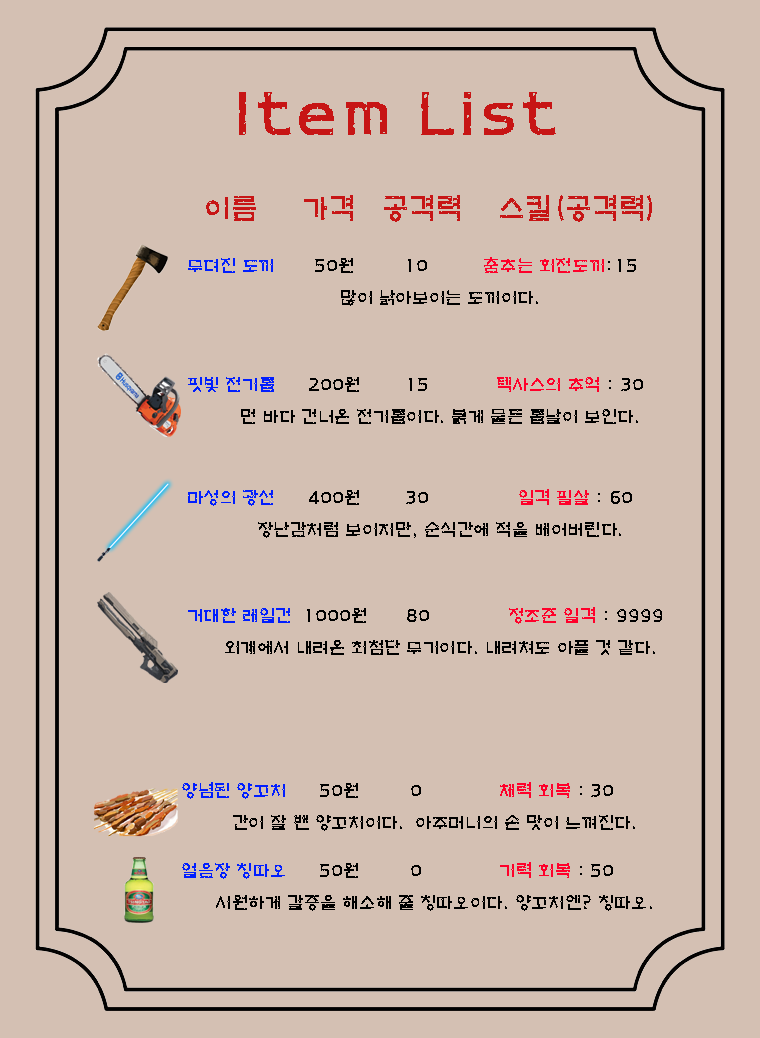 Item List
이름 가격 공격력 스킬(공격력)
무뎌진 도끼 50원 10 춤추는 회전도끼:15
많이 낡아보이는 도끼이다.
Husqvarna
핏빛 전기톱 200원 15 텍사스의 추억 : 30
먼 바다 건너온 전기톱이다. 붉게 물든 톱날이 보인다.
마성의 광선 400원 30 일격 필살 : 60
장난감처럼 보이지만, 순식간에 적을 베어버린다.
거대한 레일건 1000원 80 정조준 일격 : 9999
외계에서 내려온 최첨단 무기이다. 내려쳐도 아플 것 같다.
양념된 양꼬치 50원 0 체력 회복 : 30
간이 잘 밴 양꼬치이다. 아주머니의 손 맛이 느껴진다.
얼음장 칭따오 50원 0 기력 회복 : 50
시원하게 갈증을 해소해 줄 칭따오이다. 양꼬치엔? 칭따오.